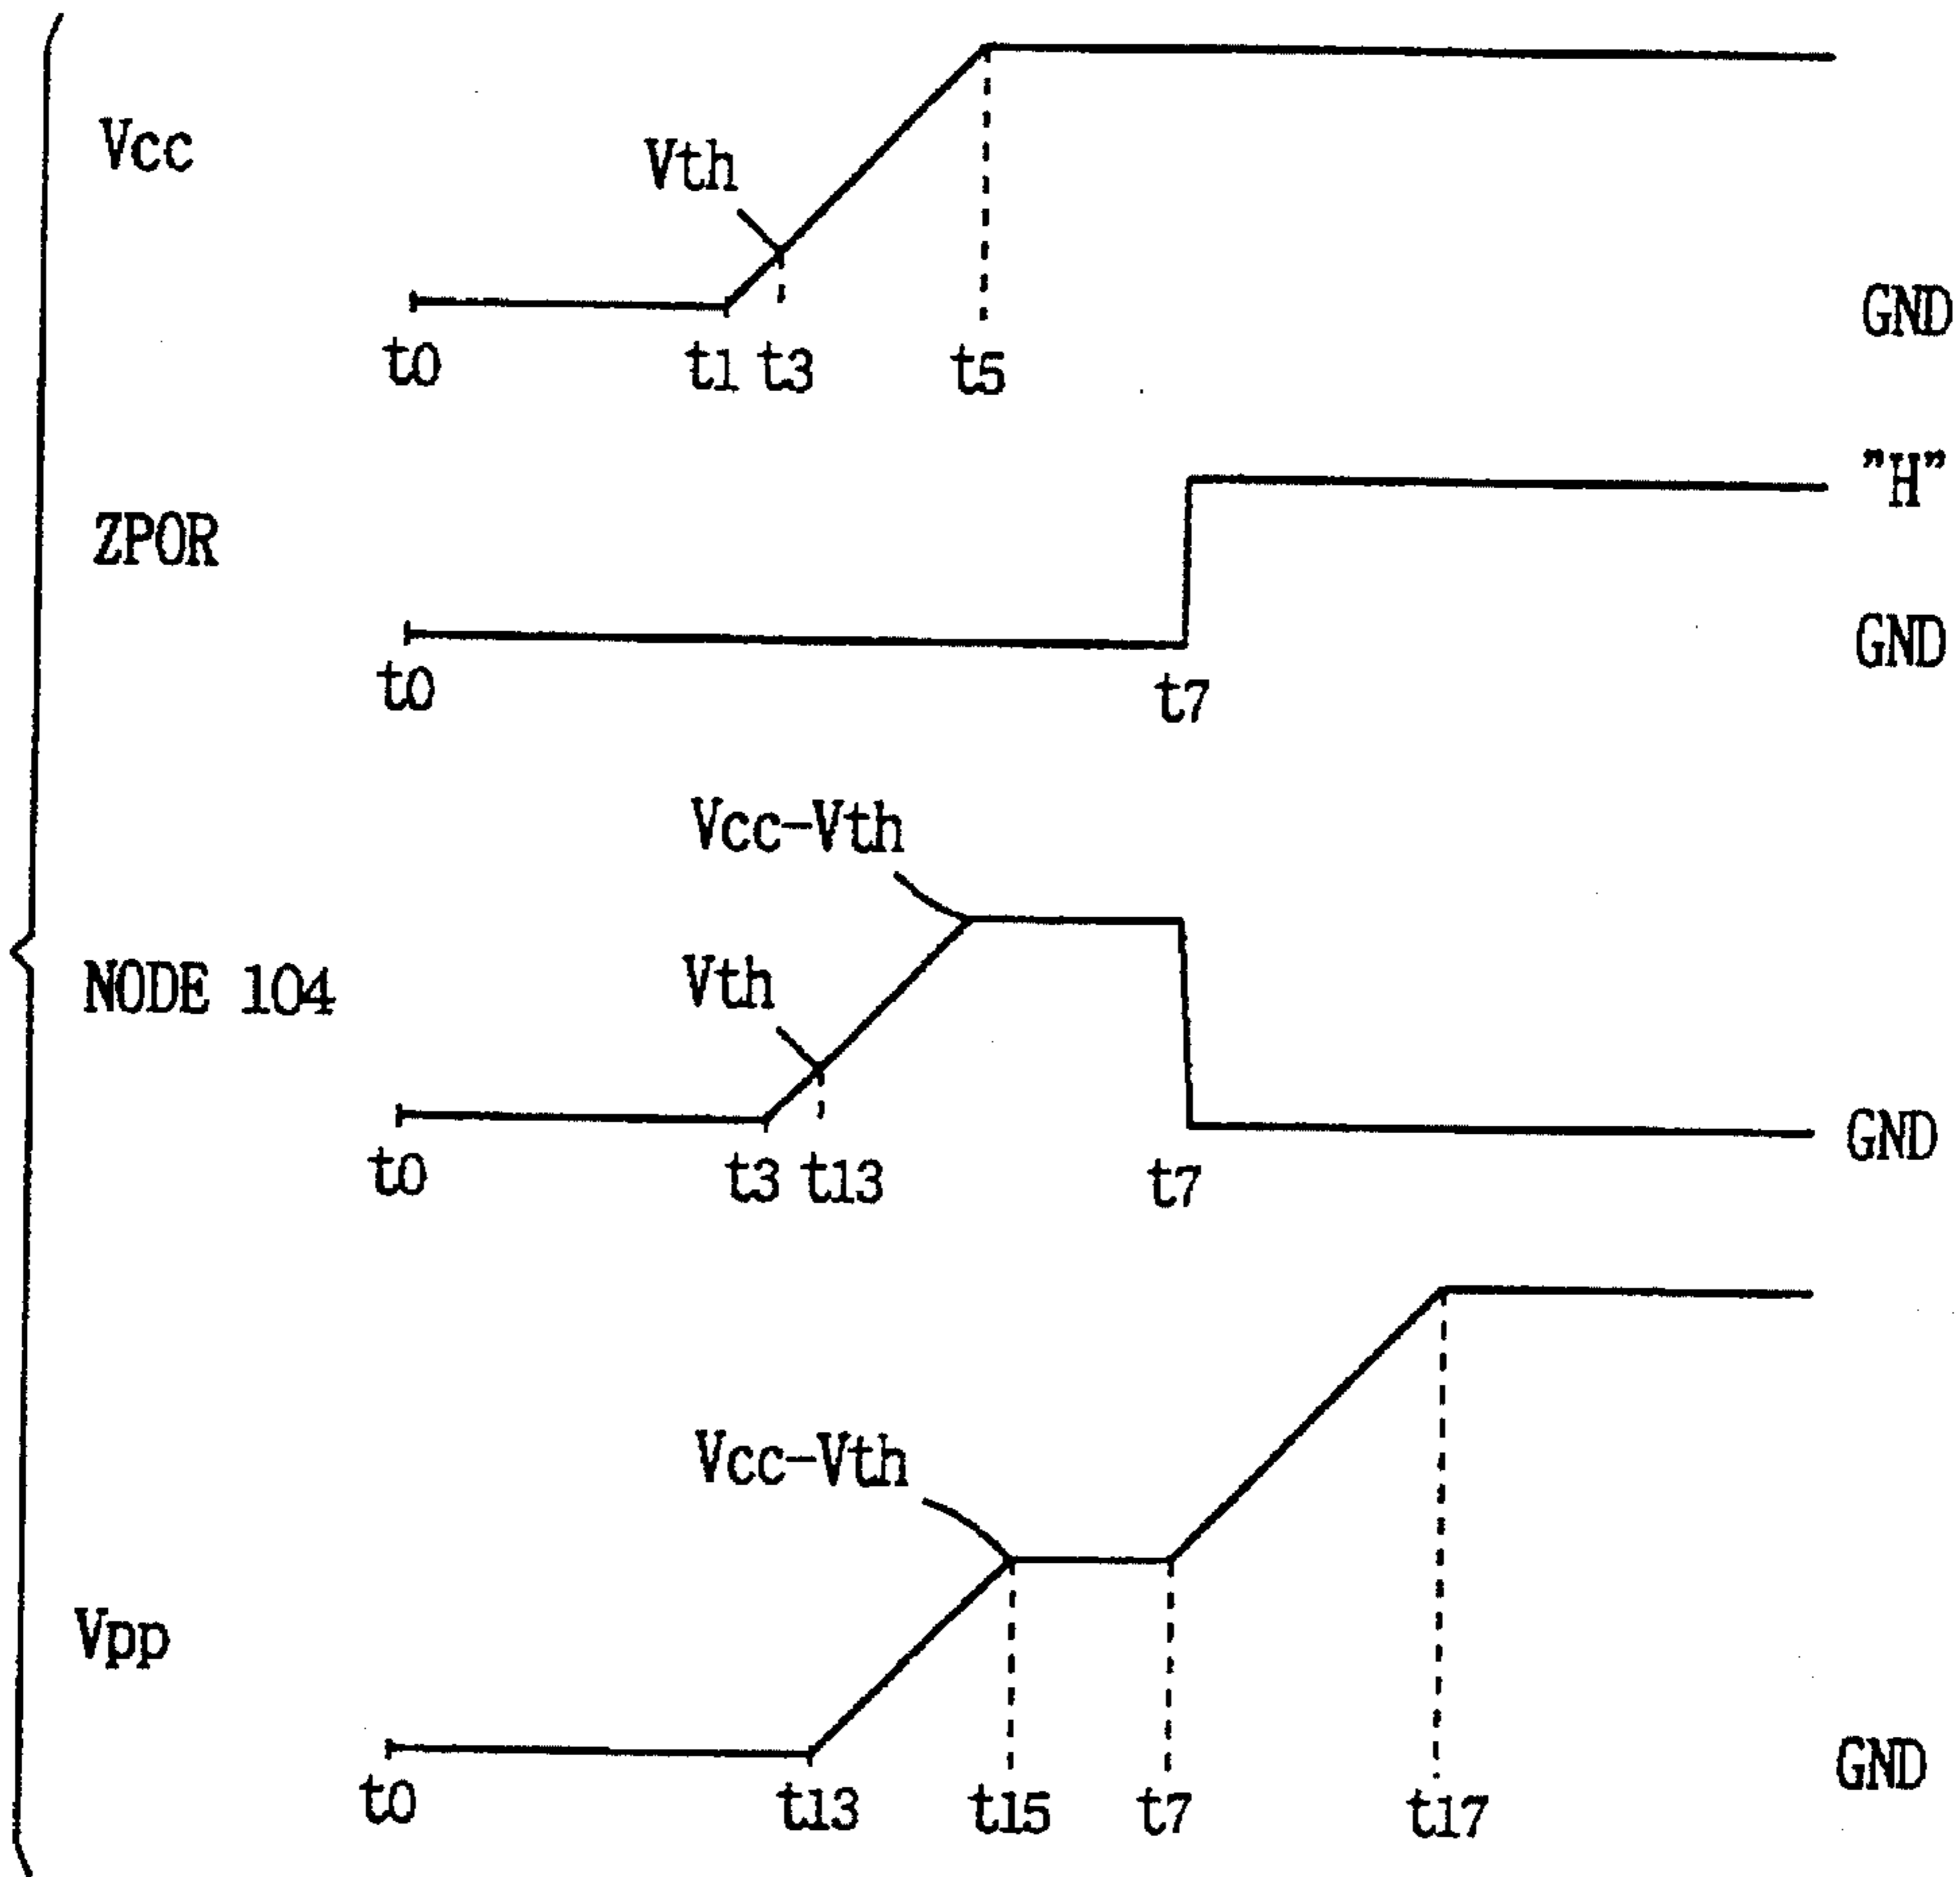 Vcc
Vth
GND
t0 t1 t3 t5
"H"
ZPOR
GND
t0 t7
Vcc-Vth
Vth
NODE 104
GND
t0 t3 t13 t7
Vcc-Vth
Vpp
GND
t0 t13 t15 t7 t17